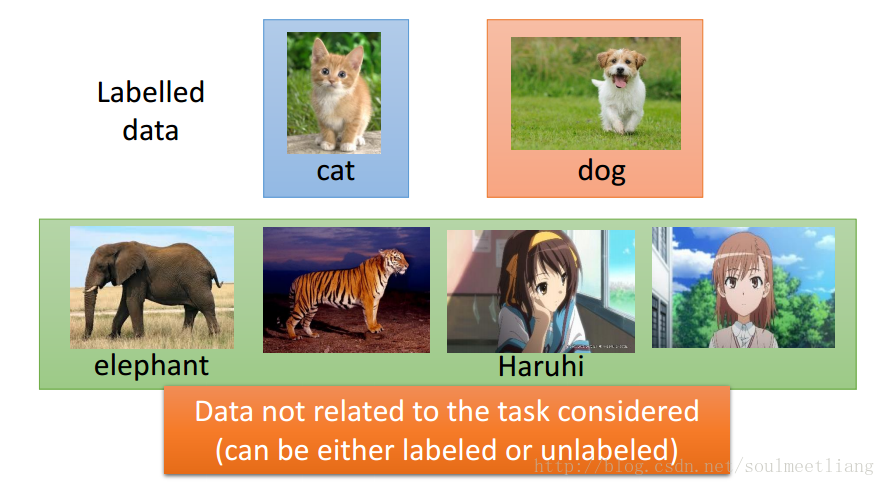 Labelled
data
cat
dog
elephant
Haruhi
Data not related to the task considered
(can be either labeled or unlabeled)
http://blog.csdn.net/soulmeetliang